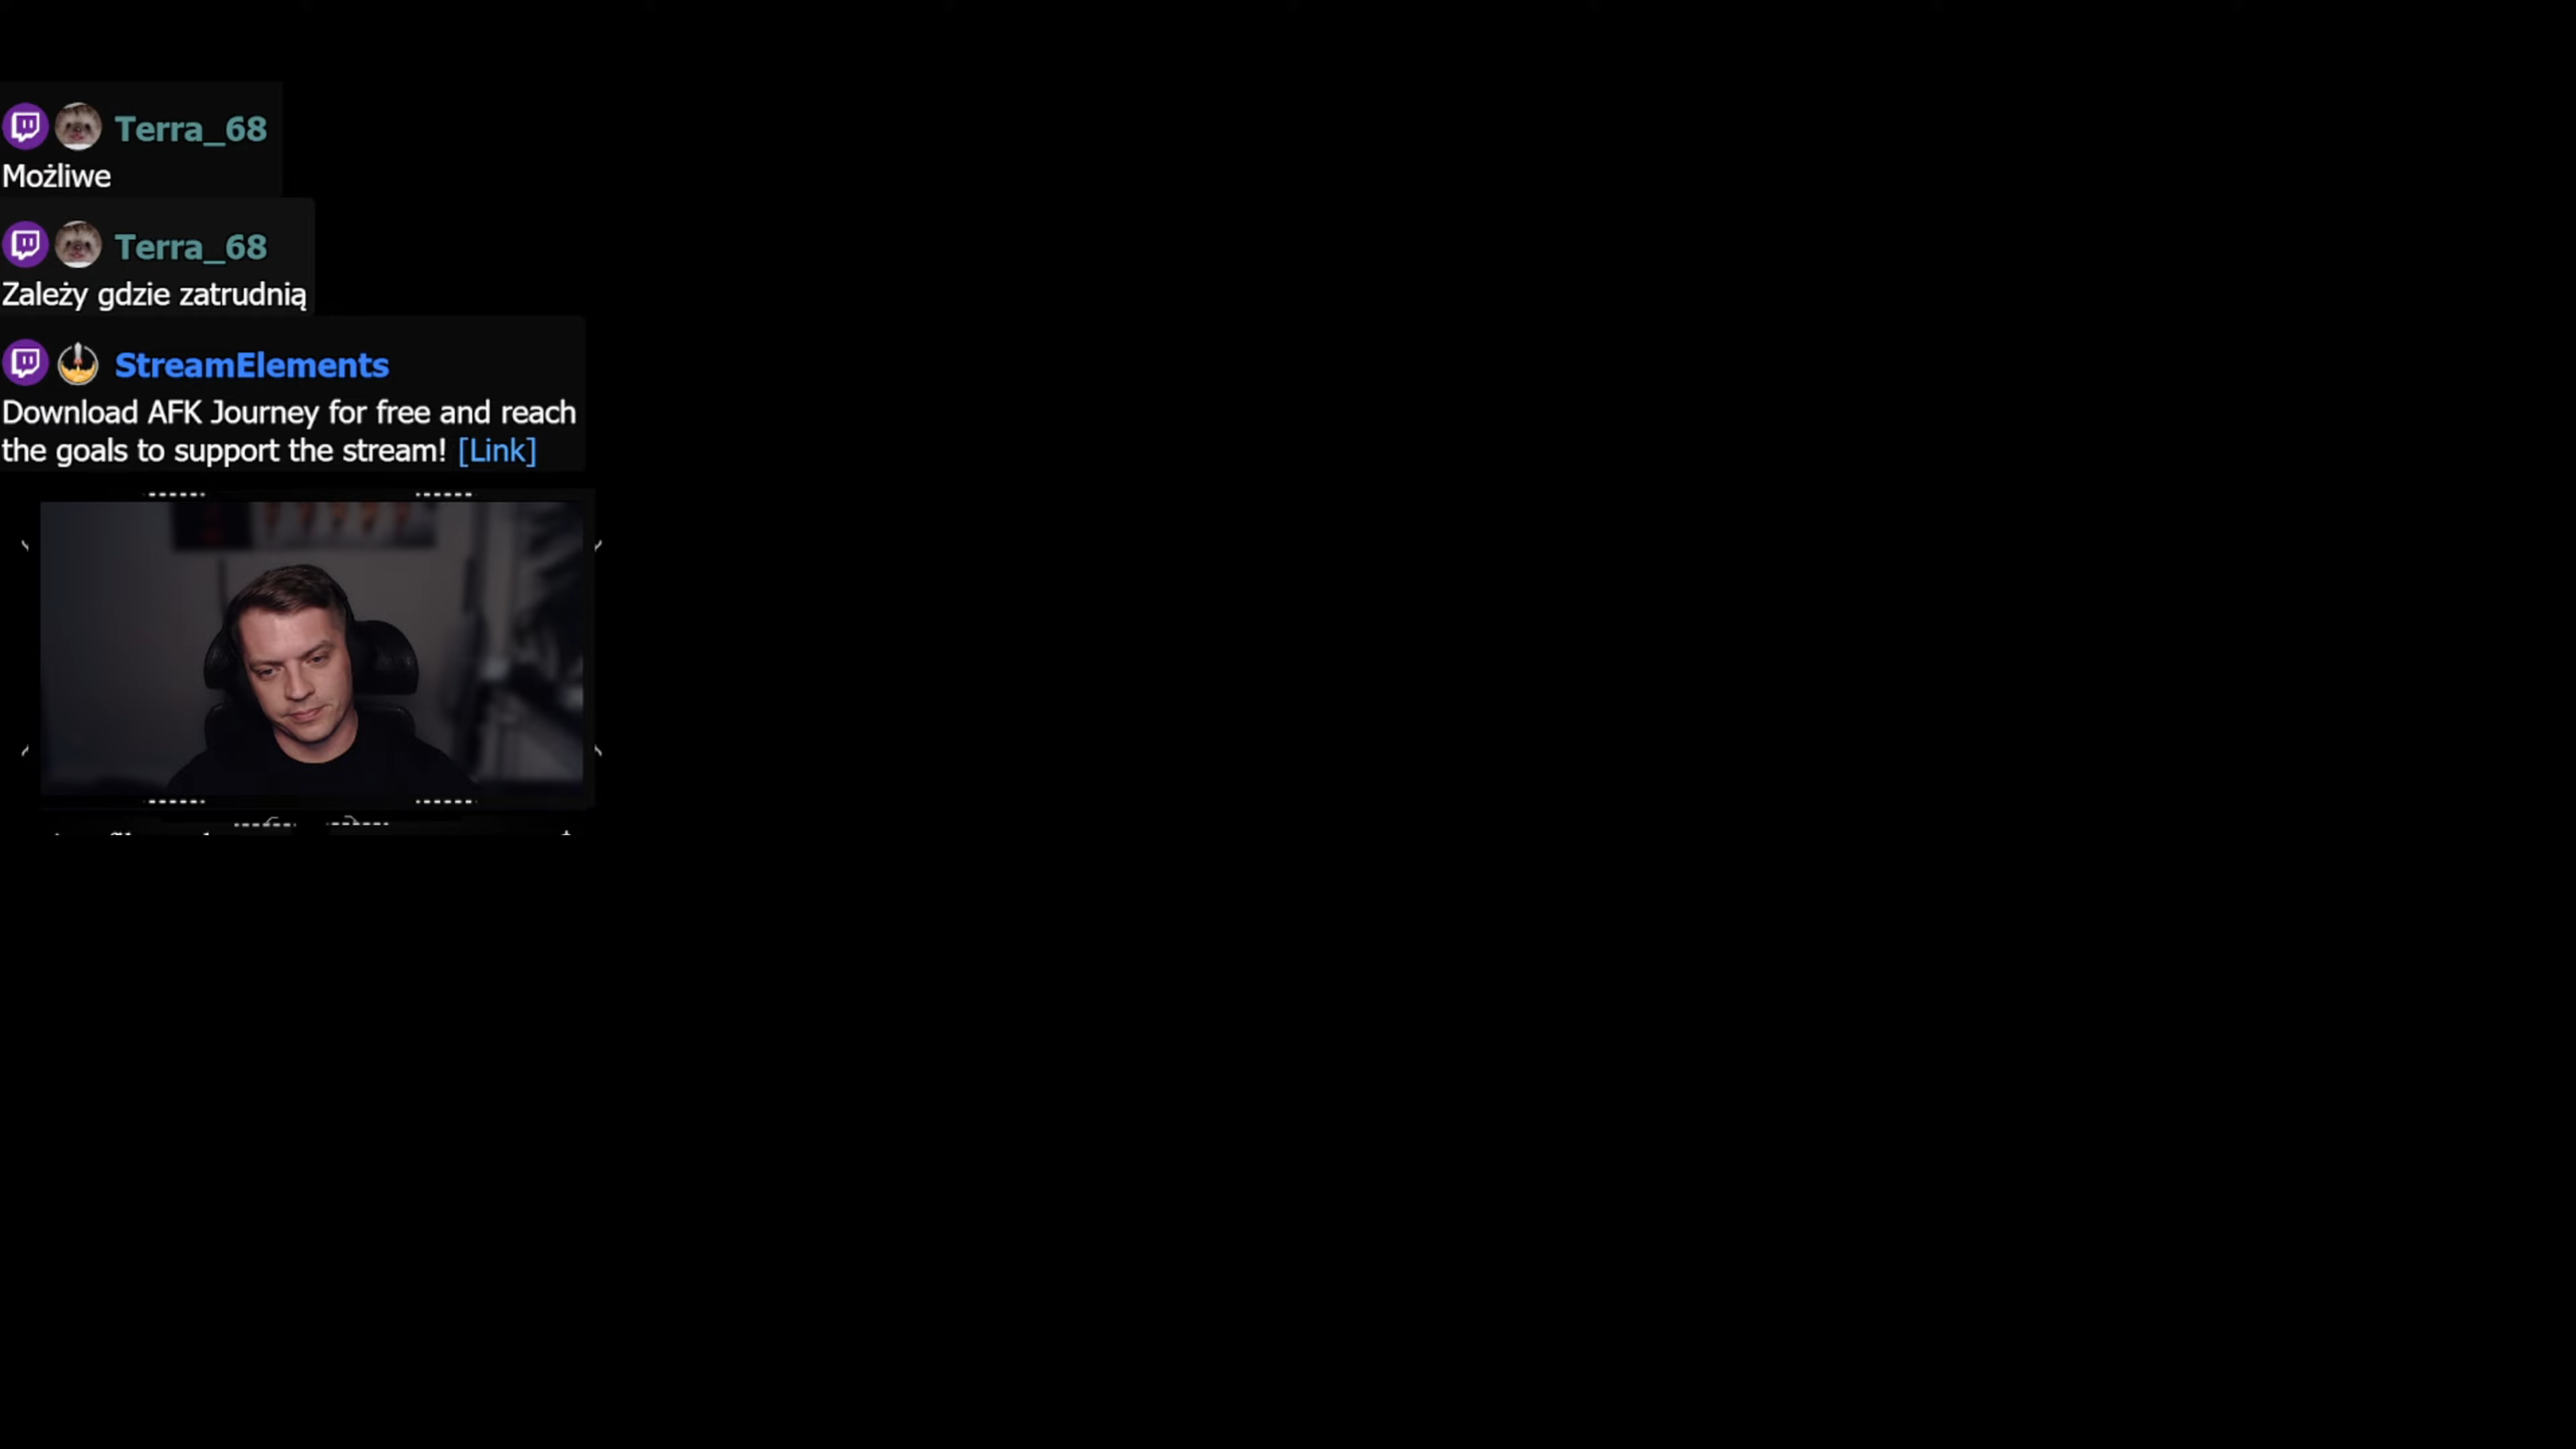 Terra_68
Możliwe
Terra_68
Zależy gdzie zatrudnią
StreamElements
Download AFK Journey for free and reach
the goals to support the stream! [Link]